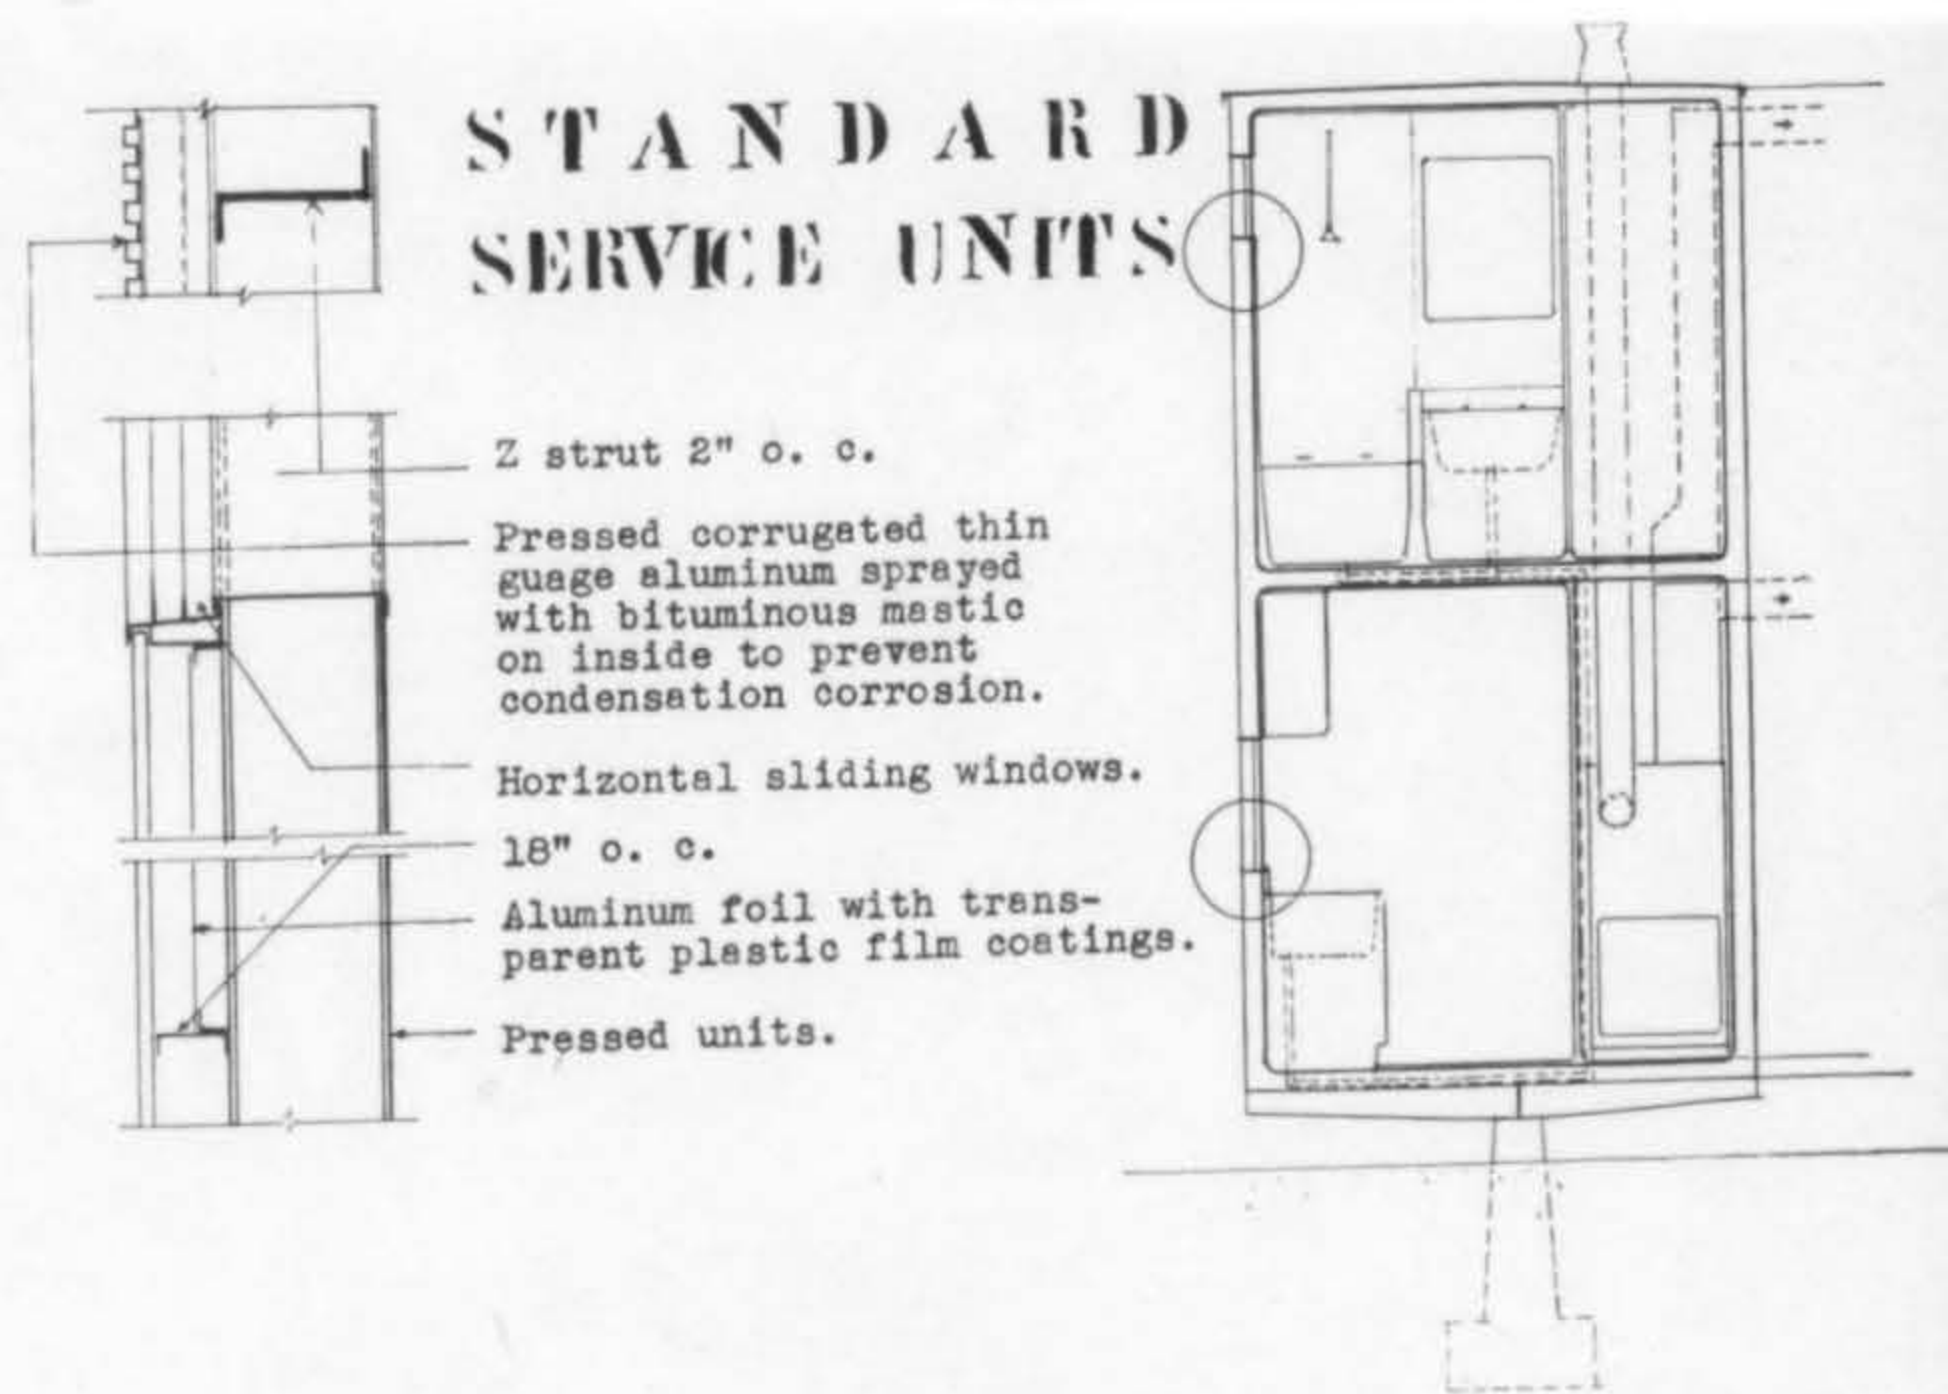 STANDARD
SERVICE UNITS
Z strut 2" o. c.
Pressed corrugated thin
guage aluminum sprayed
with bituminous mastic
on inside to prevent
condensation corrosion.
Horizontal sliding windows.
18" o. c.
Aluminum foil with trans-
parent plastic film coatings.
Pressed units.